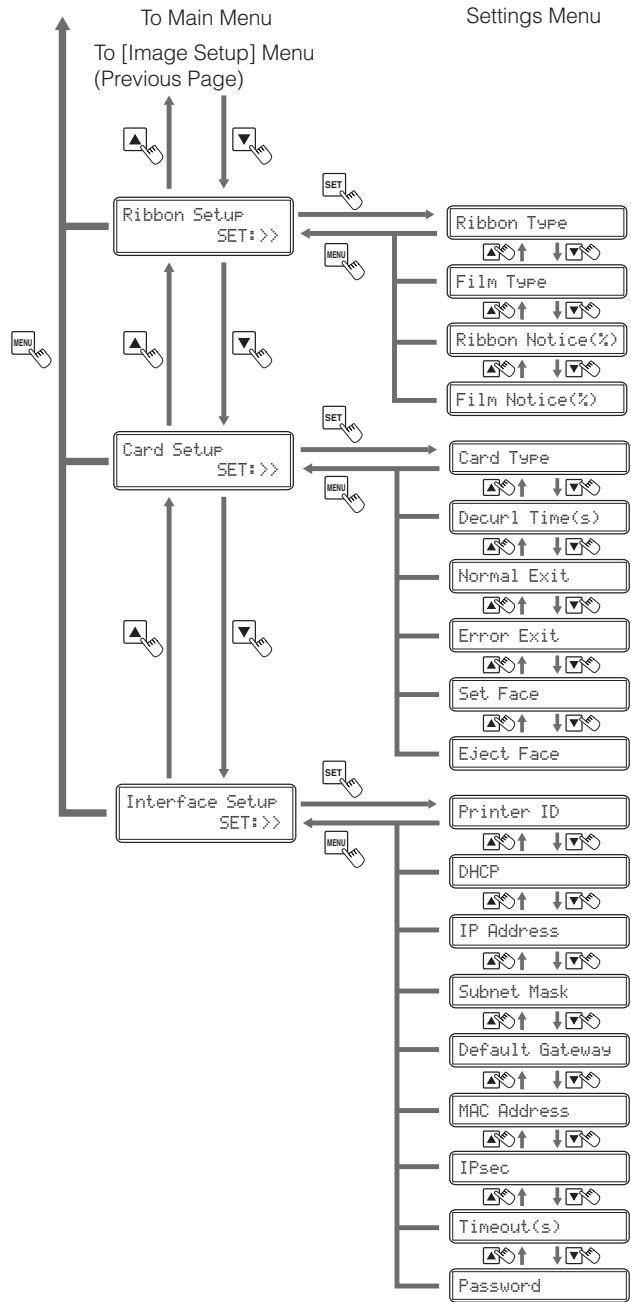 To Main Menu
Settings Menu
To [Image Setup] Menu
(Previous Page)
▲
▼
SET
Ribbon Setup
SET:>>
MENU
Ribbon Type
▲ ▼
Film Type
▲ ▼
Ribbon Notice(%)
▲ ▼
Film Notice(%)
MENU
▲
▼
SET
Card Setup
SET:>>
MENU
Card Type
▲ ▼
Decurl Time(s)
▲ ▼
Normal Exit
▲ ▼
Error Exit
▲ ▼
Set Face
▲ ▼
Eject Face
▲
▼
SET
Interface Setup
SET:>>
MENU
Printer ID
▲ ▼
DHCP
▲ ▼
IP Address
▲ ▼
Subnet Mask
▲ ▼
Default Gateway
▲ ▼
MAC Address
▲ ▼
IPsec
▲ ▼
Timeout(s)
▲ ▼
Password